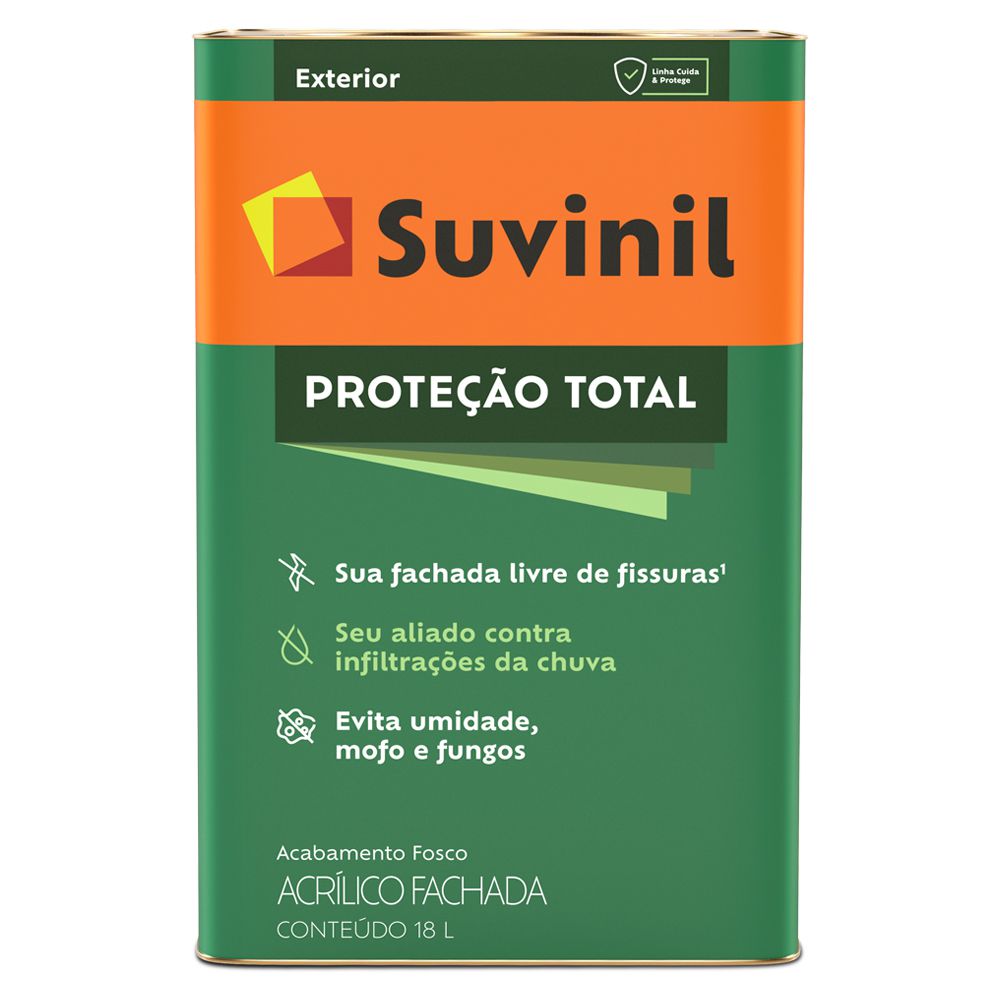 Exterior
Linha Cuida
& Protege
Suvinil
PROTEÇÃO TOTAL
Sua fachada livre de fissuras¹
Seu aliado contra
infiltrações da chuva
Evita umidade,
mofo e fungos
Acabamento Fosco
ACRÍLICO FACHADA
CONTEÚDO 18 L